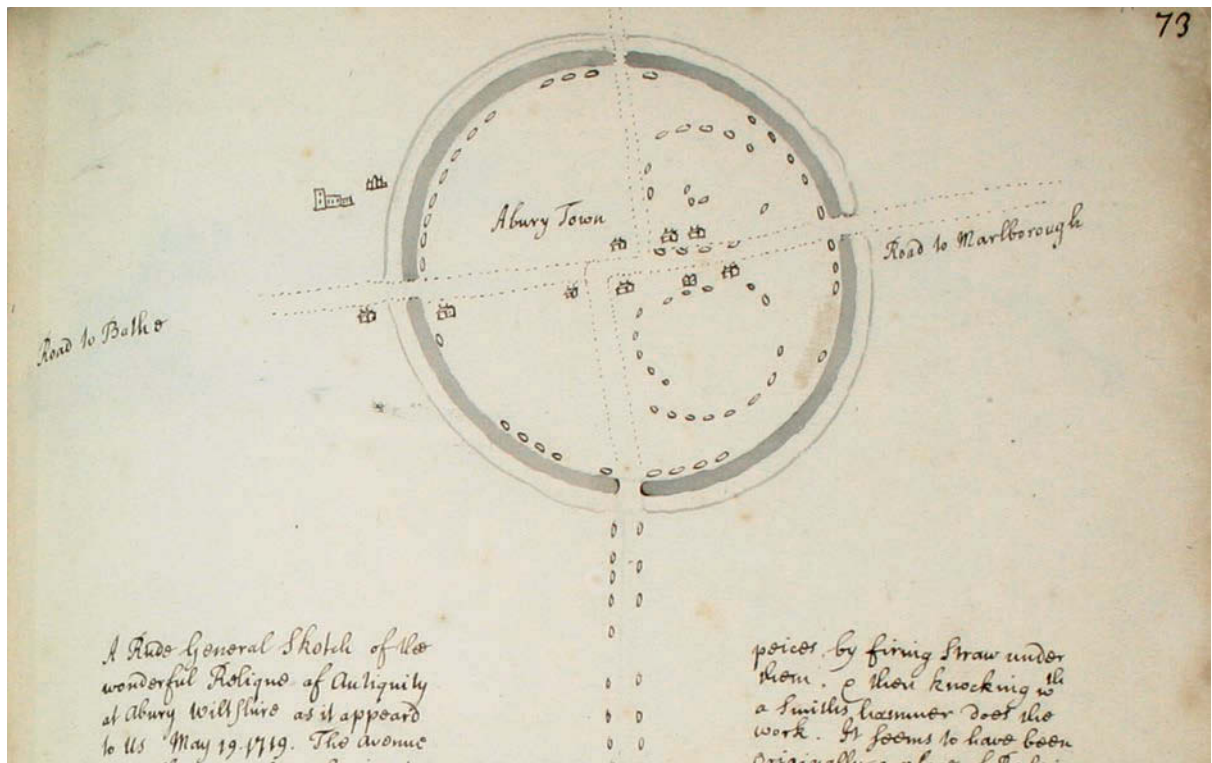 73
Abury Town
Road to Marlborough
Road to Bathe
A Rude General Sketch of the
wonderful Relique of Antiquity
at Abury Wiltshire as it appeard
to us May 19. 1719. The Avenue
peices by firing Straw under
them. & then knocking wth
a Smiths hammer does the
work. It seems to have been